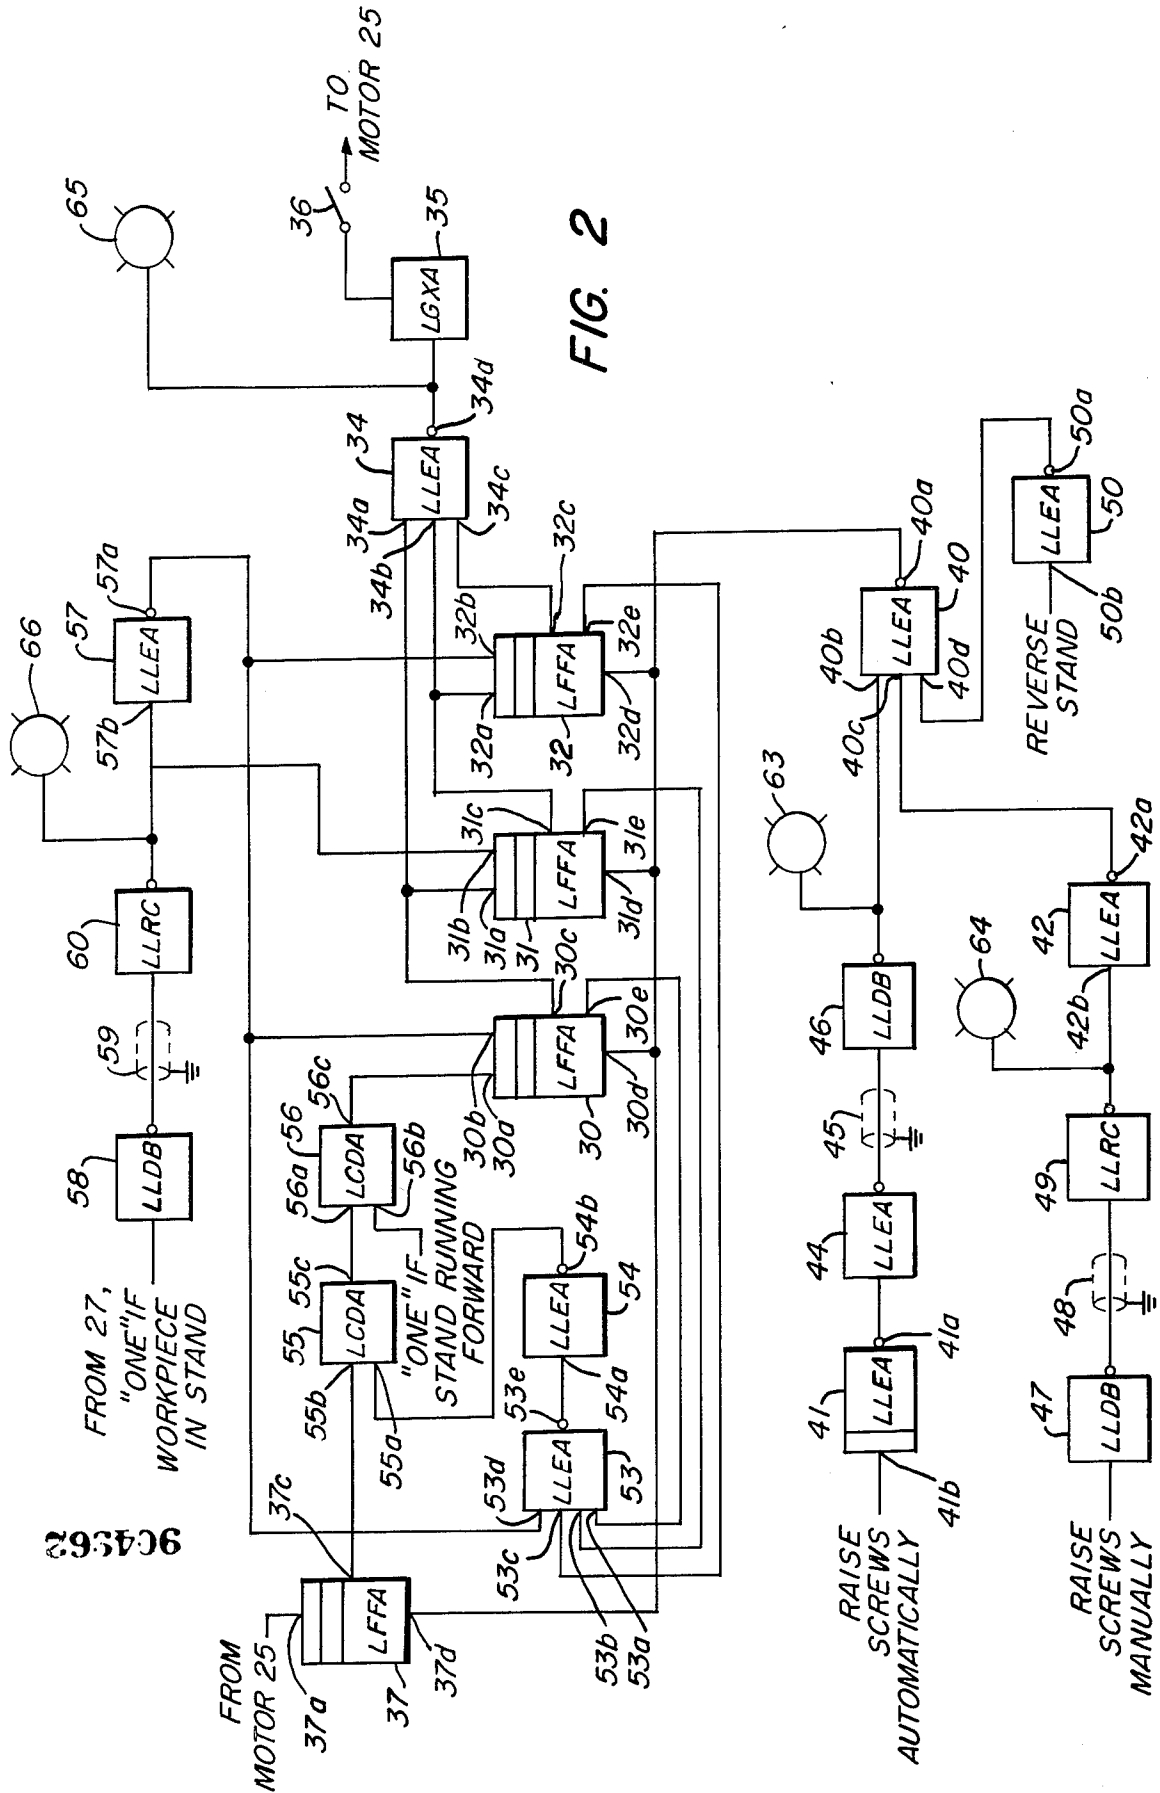 904962
FROM 27,
"ONE" IF
WORKPIECE
IN STAND
58
LLDB
59
60
LLRC
66
57b
57
LLEA
57a
65
FROM
MOTOR 25
37a
37
LFFA
37c
37d
55
55b
LCDA
55c
55a
56a
56
LCDA
56c
56b
"ONE" IF
STAND RUNNING
FORWARD
53d
53c
53b
53a
LLEA
53
53e
54a
LLEA
54
54b
30b
30a
30
LFFA
30c
30e
30d
31b
31a
31
LFFA
31c
31e
31d
32a
32b
32
LFFA
32c
32e
32d
34a
34b
34c
34
LLEA
34d
LGXA
35
36
TO
MOTOR 25
FIG. 2
RAISE
SCREWS
AUTOMATICALLY
41b
41
LLEA
41a
44
LLEA
45
46
LLDB
63
40b
40c
40d
LLEA
40
40a
RAISE
SCREWS
MANUALLY
47
LLDB
48
49
LLRC
64
42b
42
LLEA
42a
REVERSE
STAND
50b
LLEA
50
50a